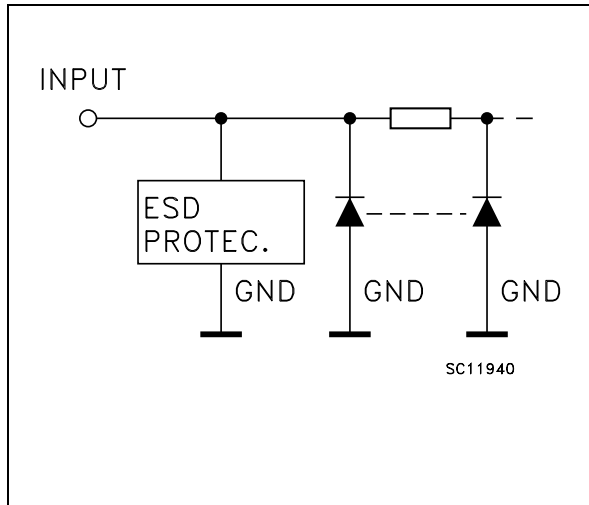 INPUT
ESD
PROTEC.
GND
GND
GND
SC11940